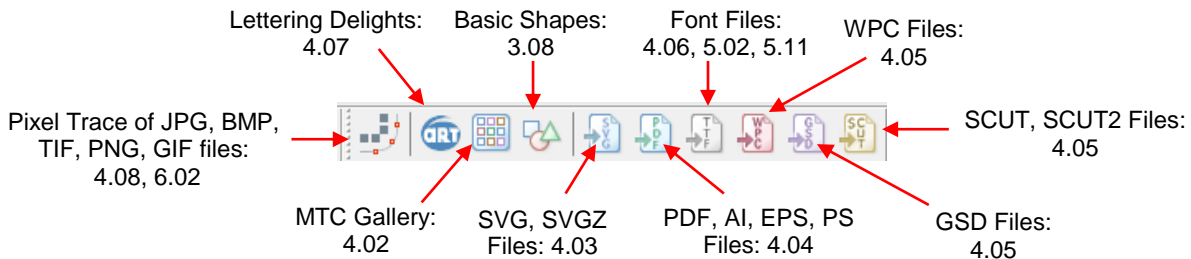 Lettering Delights:
4.07
Basic Shapes:
3.08
Font Files:
4.06, 5.02, 5.11
WPC Files:
4.05
Pixel Trace of JPG, BMP,
TIF, PNG, GIF files:
4.08, 6.02
ART
SVG
PDF
TTF
WPC
GSD
SCUT
SCUT, SCUT2 Files:
4.05
MTC Gallery:
4.02
SVG, SVGZ
Files: 4.03
PDF, AI, EPS, PS
Files: 4.04
GSD Files:
4.05